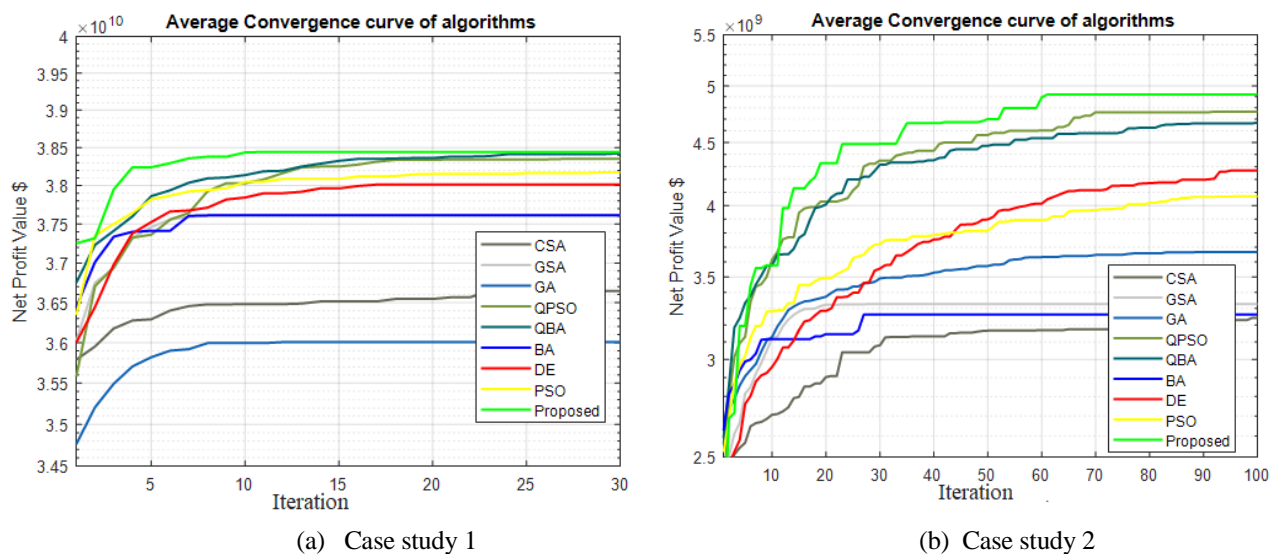 Average Convergence curve of algorithms
×10^10
4
3.95
3.9
3.85
3.8
3.75
3.7
3.65
3.6
3.55
3.5
3.45
Net Profit Value $
5
10
15
20
25
30
Iteration
CSA
GSA
GA
QPSO
QBA
BA
DE
PSO
Proposed
(a) Case study 1
Average Convergence curve of algorithms
×10^9
5.5
5
4.5
4
3.5
3
2.5
Net Profit Value $
10
20
30
40
50
60
70
80
90
100
Iteration
CSA
GSA
GA
QPSO
QBA
BA
DE
PSO
Proposed
(b) Case study 2